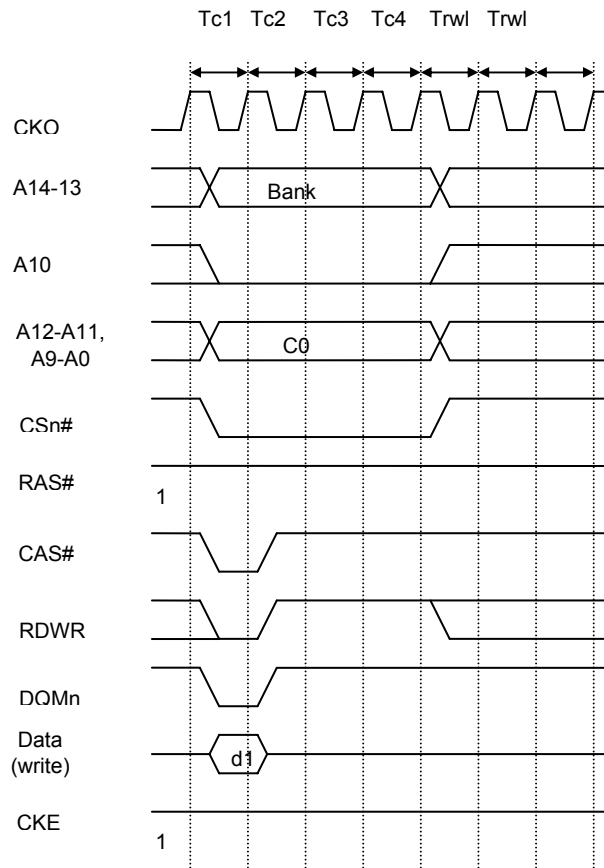 Tc1 Tc2 Tc3 Tc4 Trwl Trwl
CKO
A14-13
Bank
A10
A12-A11,
A9-A0
C0
CSn#
RAS#
1
CAS#
RDWR
DQMn
Data
(write)
d1
CKE
1